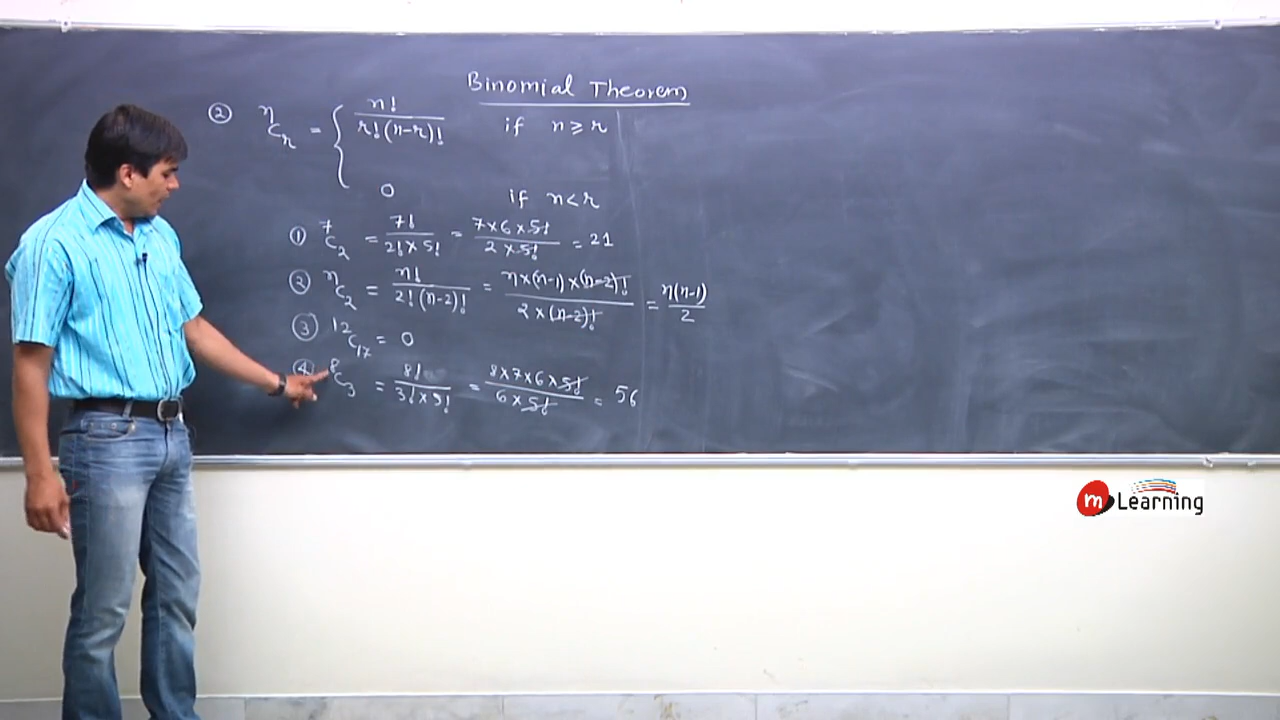 Binomial Theorem
② ⁿCᵣ = { n! / r!(n-r)! if n ≥ r
0 if n < r
① ⁷C₂ = 7! / 2! × 5! = 7 × 6 × 5! / 2 × 5! = 21
② ⁿC₂ = n! / 2! (n-2)! = n × (n-1) × (n-2)! / 2 × (n-2)! = n(n-1) / 2
③ ¹²C₁₇ = 0
④ ⁸C₃ = 8! / 3! × 5! = 8 × 7 × 6 × 5! / 6 × 5! = 56
m Learning